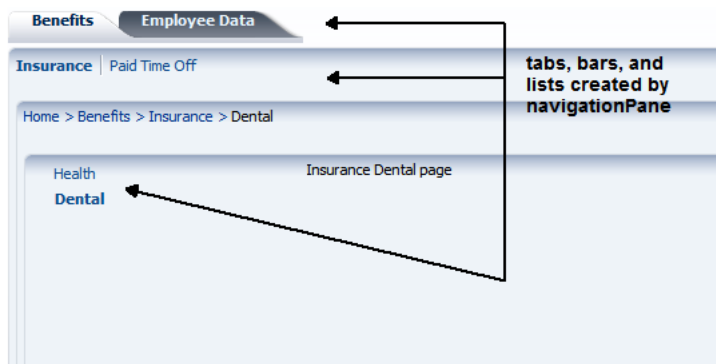 Benefits Employee Data
Insurance Paid Time Off
tabs, bars, and
lists created by
navigationPane
Home > Benefits > Insurance > Dental
Health
Dental
Insurance Dental page